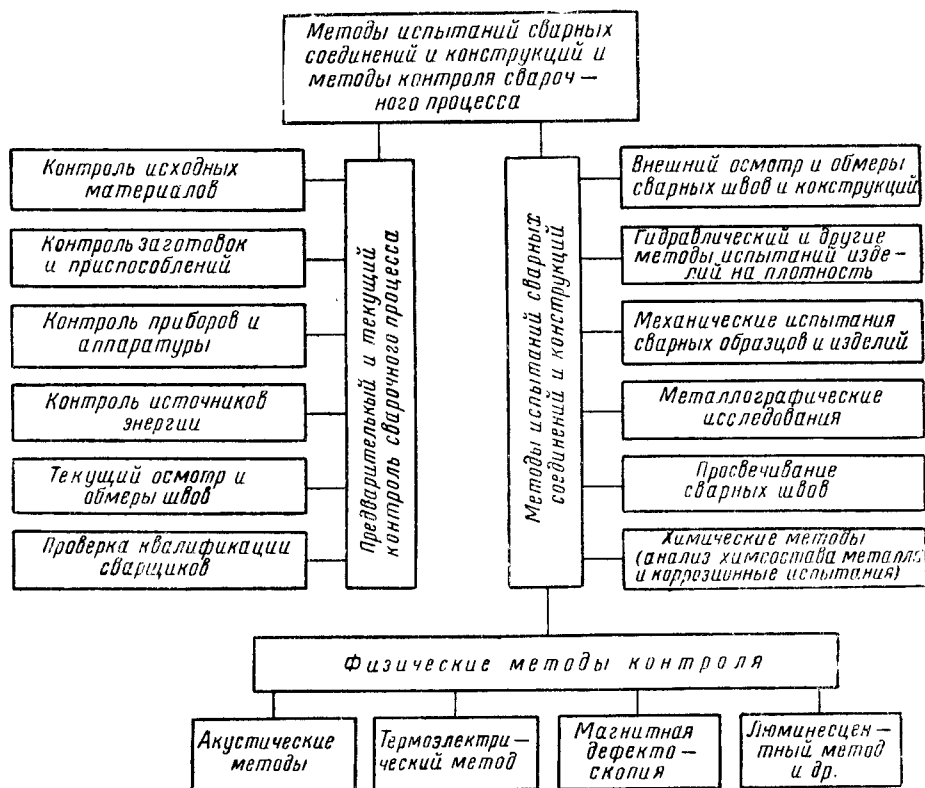 Методы испытаний сварных
соединений и конструкций и
методы контроля свароч –
ного процесса
Контроль исходных
материалов
Контроль заготовок
и приспособлений
Контроль приборов и
аппаратуры
Контроль источников
энергии
Текущий осмотр и
обмеры швов
Проверка квалификации
сварщиков
Предварительный и текущий
контроль сварочного процесса
Методы испытаний сварных
соединений и конструкций
Внешний осмотр и обмеры
сварных швов и конструкций
Гидравлический и другие
методы испытаний изде–
лий на плотность
Механические испытания
сварных образцов и изделий
Металлографические
исследования
Просвечивание
сварных швов
Химические методы
(анализ химсостава металла
и коррозионные испытания)
Физические методы контроля
Акустические
методы
Термоэлектри–
ческий метод
Магнитная
дефекто –
скопия
Люминесцен –
тный метод
и др.